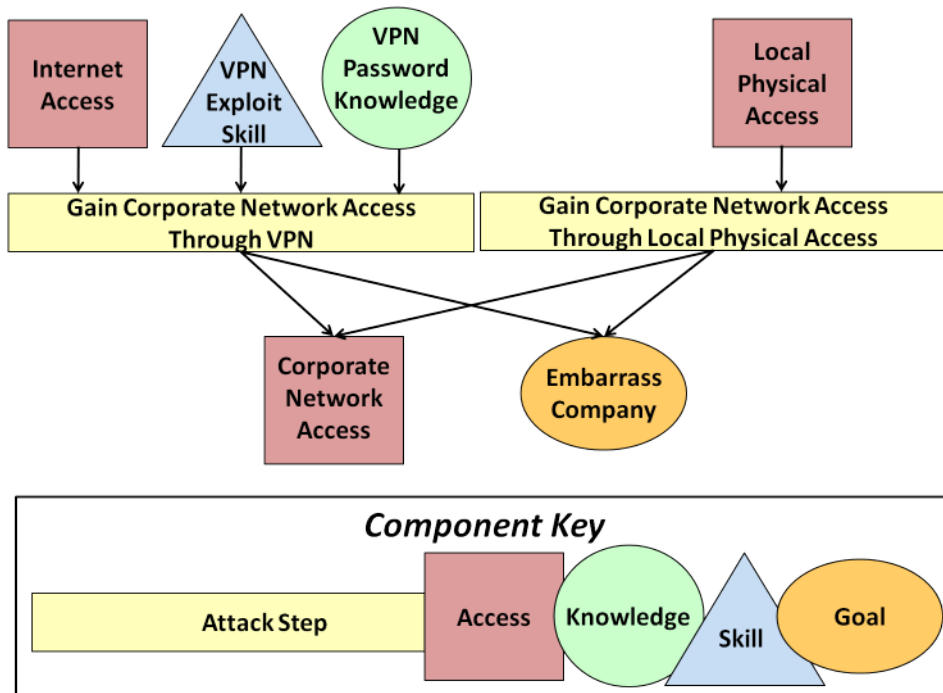 Internet
Access
VPN
Exploit
Skill
VPN
Password
Knowledge
Local
Physical
Access
Gain Corporate Network Access
Through VPN
Gain Corporate Network Access
Through Local Physical Access
Corporate
Network
Access
Embarrass
Company
Component Key
Attack Step
Access
Knowledge
Skill
Goal